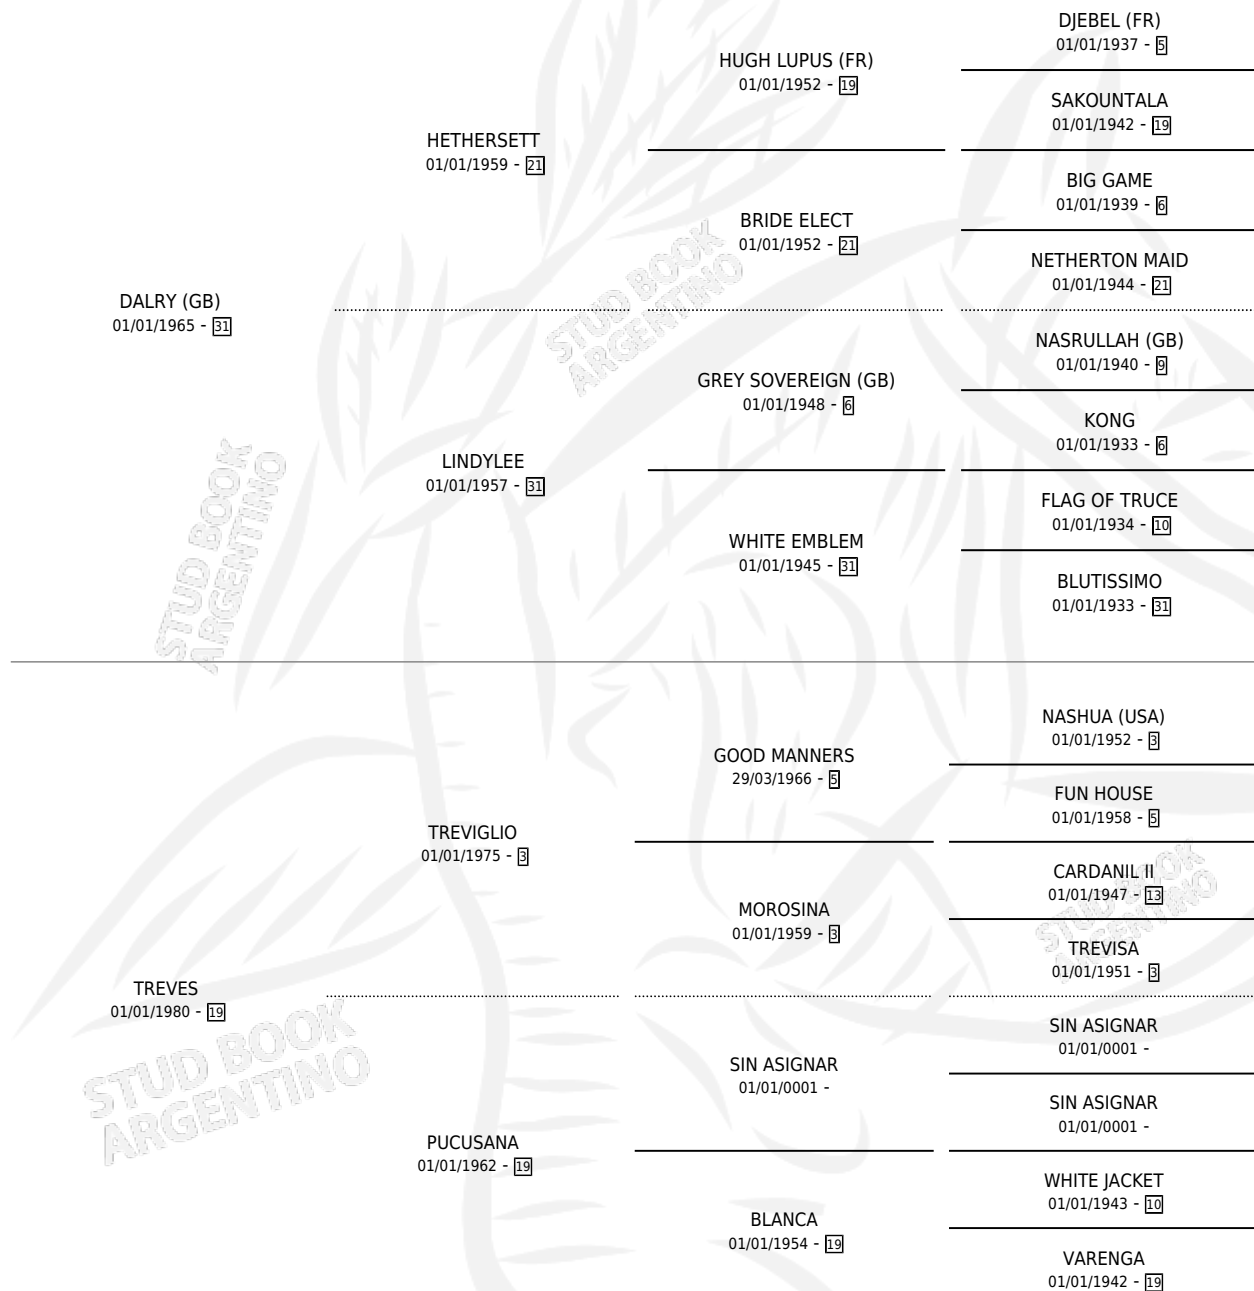 DJEBEL (FR)
01/01/1937 - 5
HUGH LUPUS (FR)
01/01/1952 - 19
SAKOUNTALA
01/01/1942 - 19
HETHERSETT
01/01/1959 - 21
BIG GAME
01/01/1939 - 6
BRIDE ELECT
01/01/1952 - 21
NETHERTON MAID
01/01/1944 - 21
DALRY (GB)
01/01/1965 - 31
STUD BOOK
ARGENTINO
NASRULLAH (GB)
01/01/1940 - 9
GREY SOVEREIGN (GB)
01/01/1948 - 6
KONG
01/01/1933 - 6
LINDYLEE
01/01/1957 - 31
FLAG OF TRUCE
01/01/1934 - 10
WHITE EMBLEM
01/01/1945 - 31
BLUTISSIMO
01/01/1933 - 31
STUD BOOK
ARGENTINO
NASHUA (USA)
01/01/1952 - 3
GOOD MANNERS
29/03/1966 - 5
FUN HOUSE
01/01/1958 - 5
TREVIGLIO
01/01/1975 - 3
CARDANIL II
01/01/1947 - 13
MOROSINA
01/01/1959 - 3
STUD BOOK
ARGENTINO
TREVISA
01/01/1951 - 3
TREVES
01/01/1980 - 19
STUD BOOK
ARGENTINO
SIN ASIGNAR
01/01/0001 -
SIN ASIGNAR
01/01/0001 -
SIN ASIGNAR
01/01/0001 -
PUCUSANA
01/01/1962 - 19
WHITE JACKET
01/01/1943 - 10
BLANCA
01/01/1954 - 19
VARENGA
01/01/1942 - 19